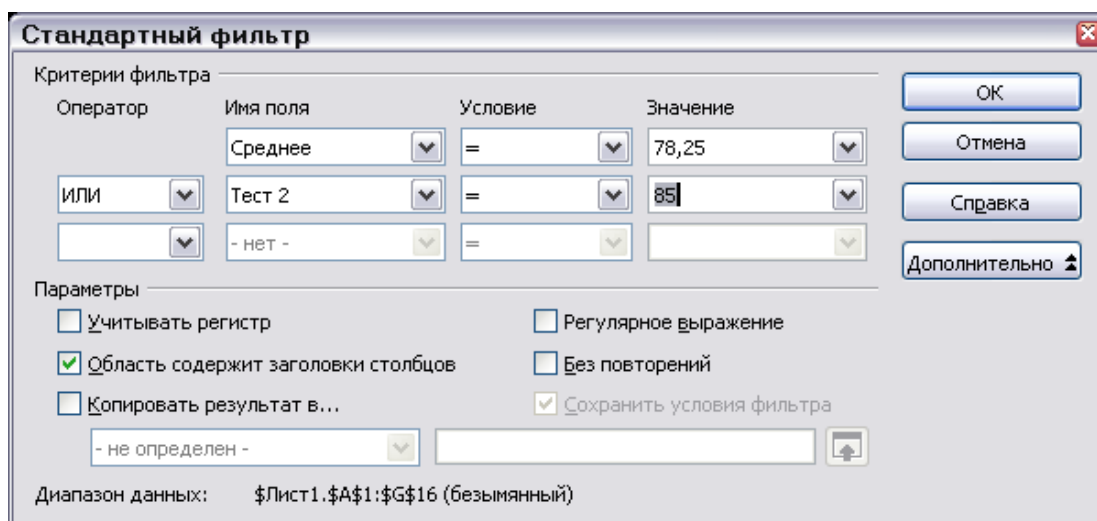 Стандартный фильтр
Критерии фильтра
Оператор Имя поля Условие Значение
Среднее = 78,25
ИЛИ Тест 2 = 85
- нет - =
ОК
Отмена
Справка
Дополнительно
Параметры
Учитывать регистр Регулярное выражение
Область содержит заголовки столбцов Без повторений
Копировать результат в... Сохранить условия фильтра
- не определен -
Диапазон данных: $Лист1.$A$1:$G$16 (безымянный)